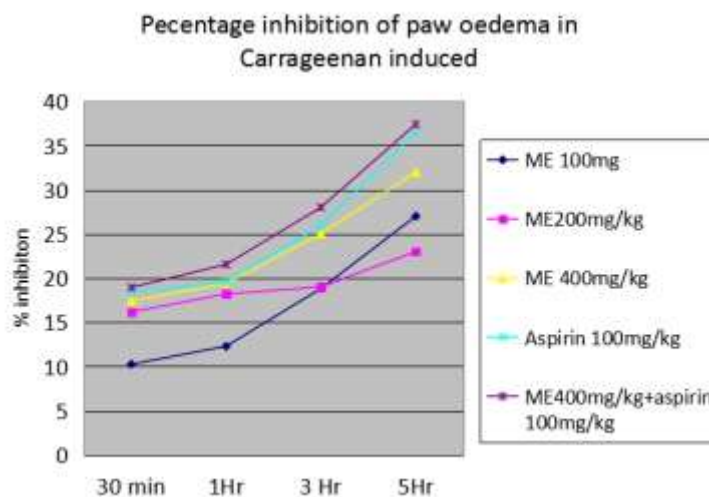 Pecentage inhibition of paw oedema in
Carrageenan induced
40
35
30
25
20
15
10
5
0
% inhibiton
30 min
1Hr
3 Hr
5Hr
ME 100mg
ME200mg/kg
ME 400mg/kg
Aspirin 100mg/kg
ME400mg/kg+aspirin
100mg/kg